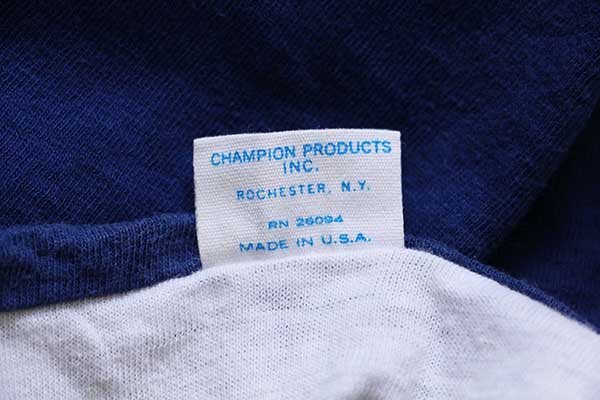 CHAMPION PRODUCTS
INC.
ROCHESTER, N.Y.
RN 26094
MADE IN U.S.A.